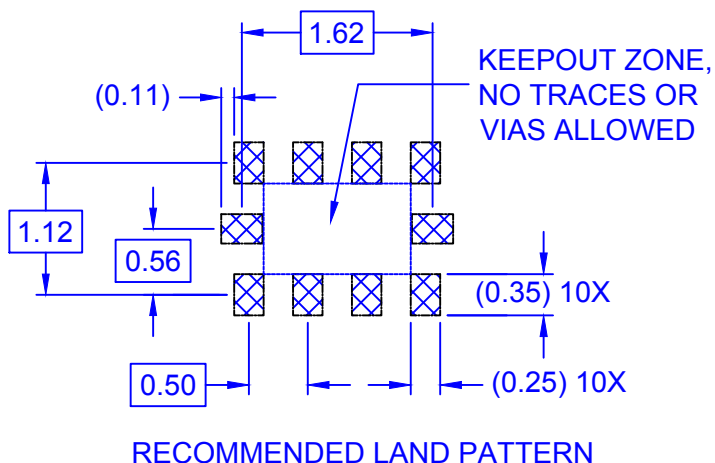 1.62
KEEPOUT ZONE,
NO TRACES OR
VIAS ALLOWED
(0.11)
1.12
0.56
(0.35) 10X
0.50
(0.25) 10X
RECOMMENDED LAND PATTERN